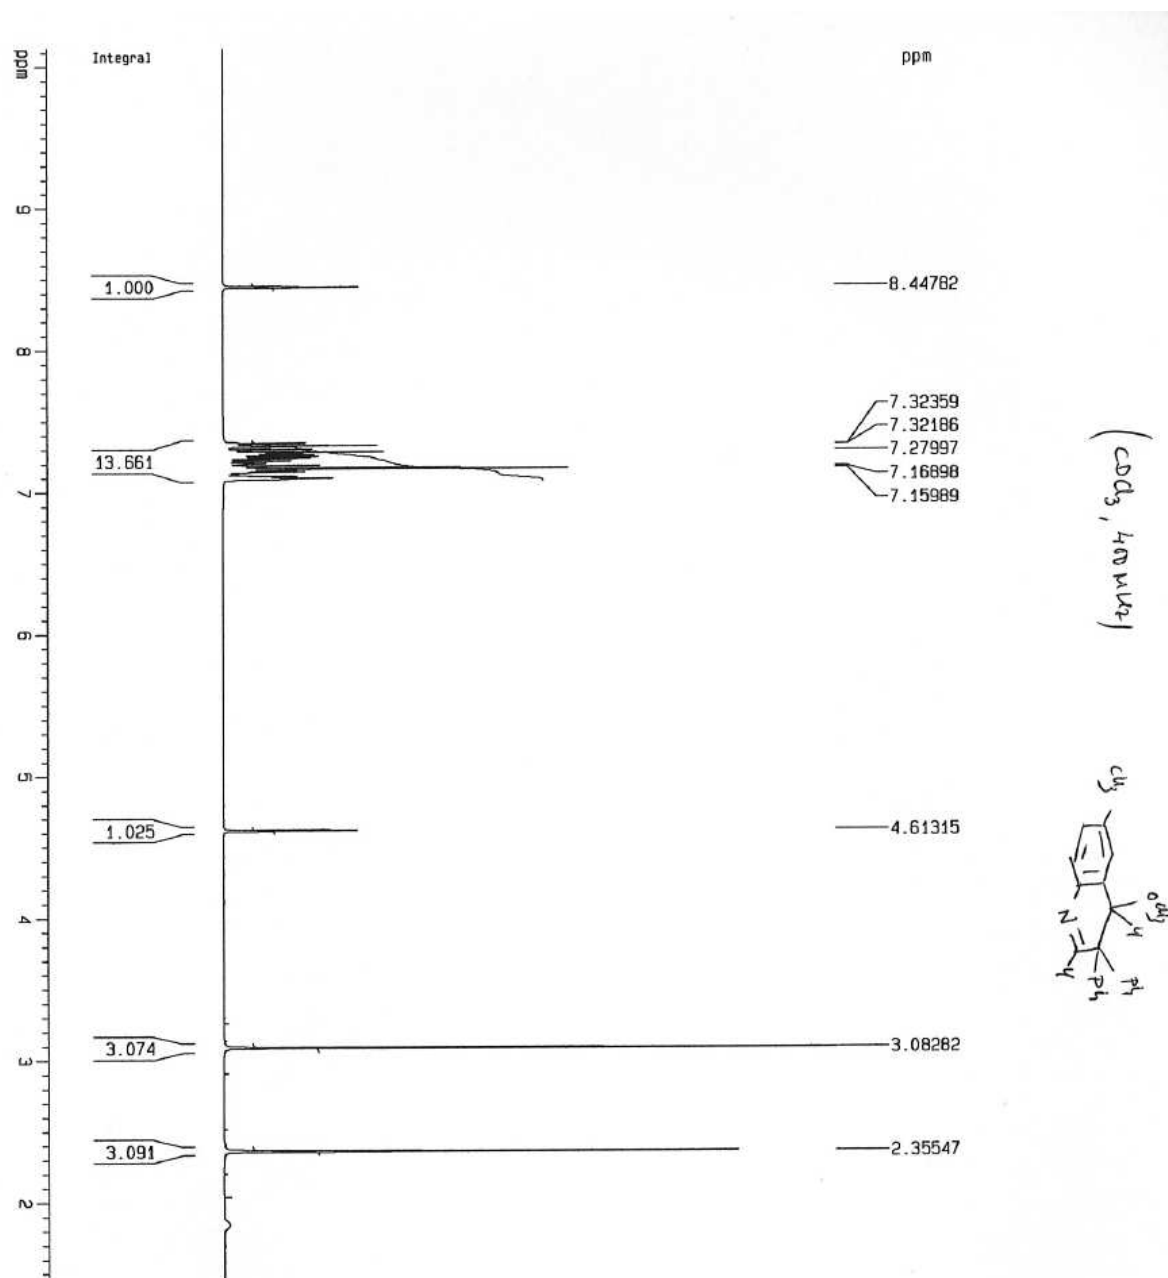 ppm
Integral
ppm
9
8
7
6
5
4
3
2
1.000
13.661
1.025
3.074
3.091
8.44782
7.32359
7.32186
7.27997
7.16898
7.15989
4.61315
3.08282
2.35547
(CDCl₃, 400 MHz)
CH₃
OCH₃
H
N
H
Ph
Ph